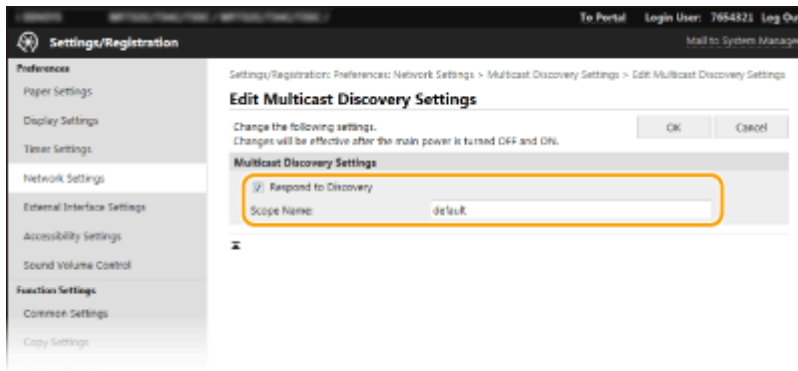 To Portal Login User: 7654321 Log Ou
Settings/Registration
Mail to System Manage
Preferences
Paper Settings
Display Settings
Timer Settings
Network Settings
External Interface Settings
Accessibility Settings
Sound Volume Control
Function Settings
Common Settings
Copy Settings
Settings/Registration: Preferences: Network Settings > Multicast Discovery Settings > Edit Multicast Discovery Settings
Edit Multicast Discovery Settings
Change the following settings.
Changes will be effective after the main power is turned OFF and ON.
OK Cancel
Multicast Discovery Settings
Respond to Discovery
Scope Name: default